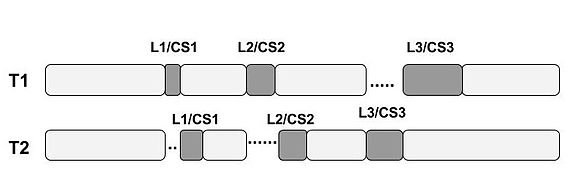 L1/CS1 L2/CS2 L3/CS3
T1 .....
L1/CS1 L2/CS2 L3/CS3
T2 .. ......